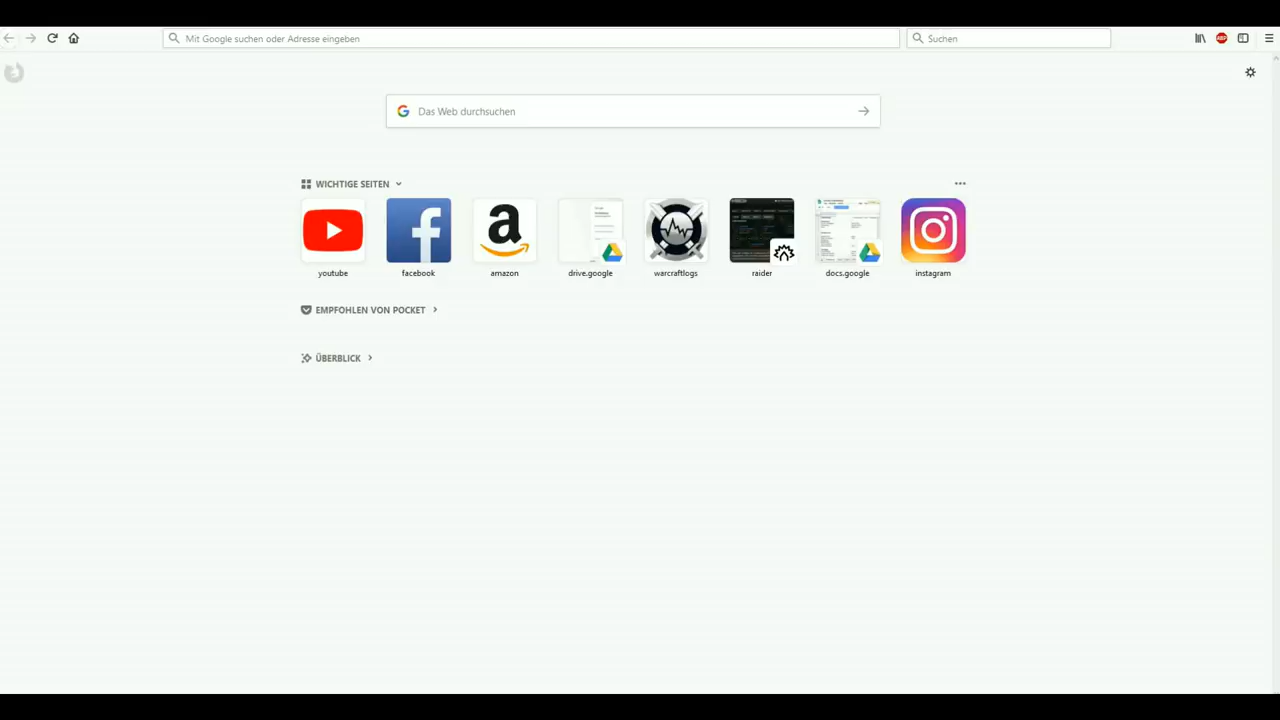 Mit Google suchen oder Adresse eingeben
Suchen
ABP
Das Web durchsuchen
WICHTIGE SEITEN
youtube
facebook
amazon
drive.google
warcraftlogs
raider
docs.google
instagram
EMPFOHLEN VON POCKET
ÜBERBLICK